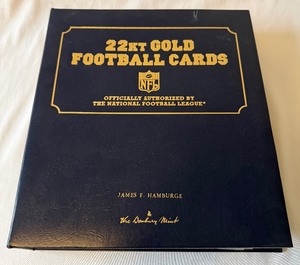 22KT GOLD
FOOTBALL CARDS
NFL
OFFICIALLY AUTHORIZED BY
THE NATIONAL FOOTBALL LEAGUE®
JAMES F. HAMBURGE
&
The Danbury Mint